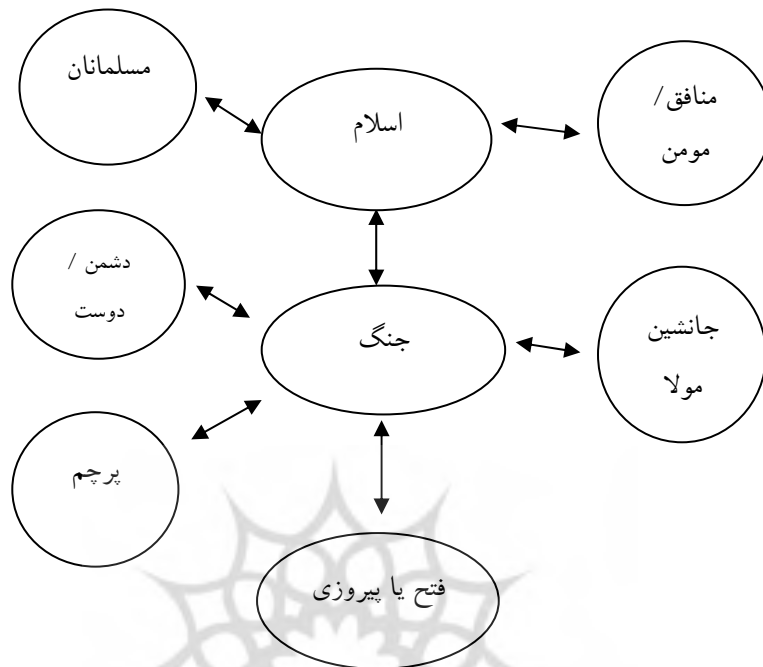 مسلمانان
اسلام
منافق/
مومن
دشمن /
دوست
جنگ
جانشین
مولا
پرچم
فتح یا پیروزی